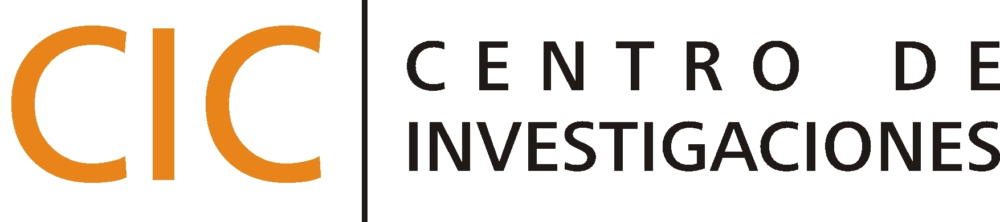 CIC
CENTRO DE
INVESTIGACIONES